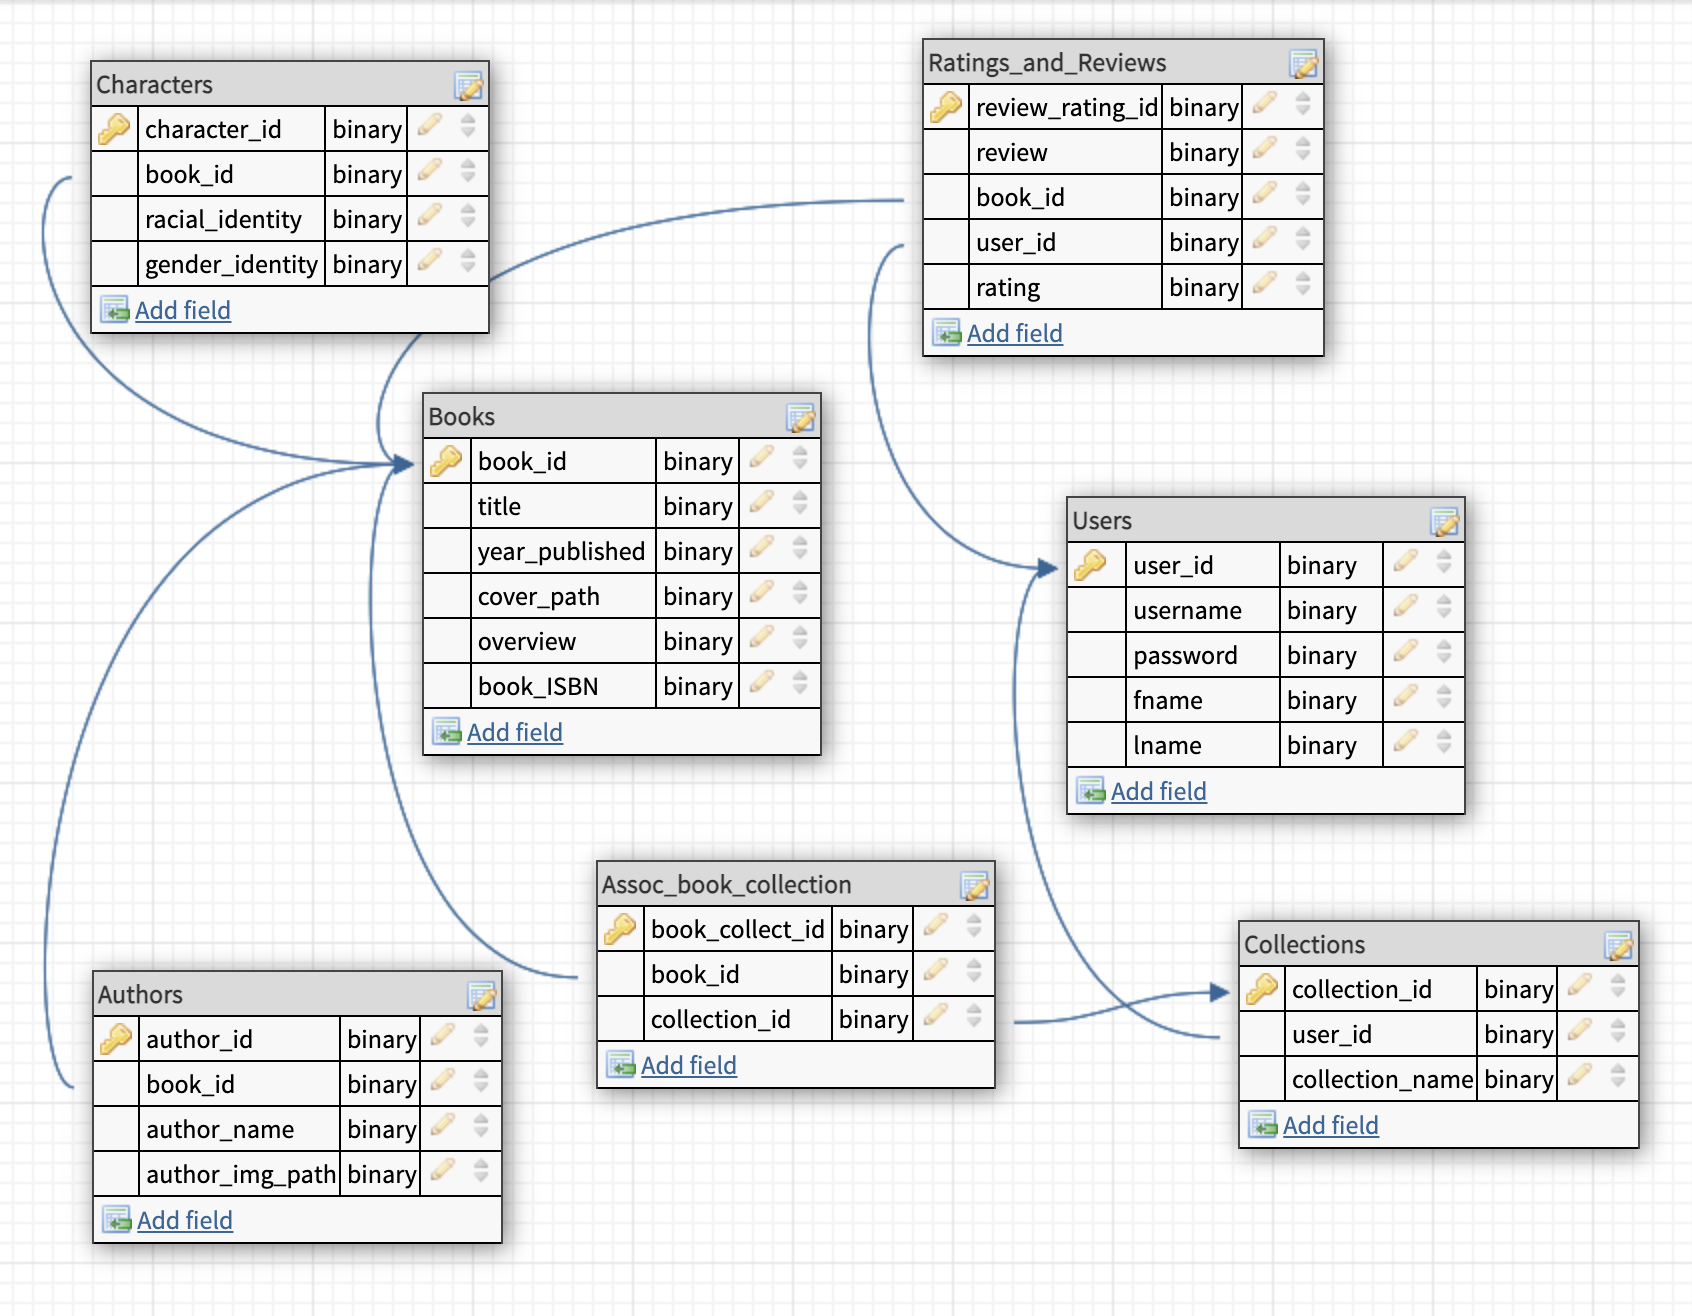 Characters
character_id binary
book_id binary
racial_identity binary
gender_identity binary
Add field
Ratings_and_Reviews
review_rating_id binary
review binary
book_id binary
user_id binary
rating binary
Add field
Books
book_id binary
title binary
year_published binary
cover_path binary
overview binary
book_ISBN binary
Add field
Users
user_id binary
username binary
password binary
fname binary
lname binary
Add field
Assoc_book_collection
book_collect_id binary
book_id binary
collection_id binary
Add field
Collections
collection_id binary
user_id binary
collection_name binary
Add field
Authors
author_id binary
book_id binary
author_name binary
author_img_path binary
Add field